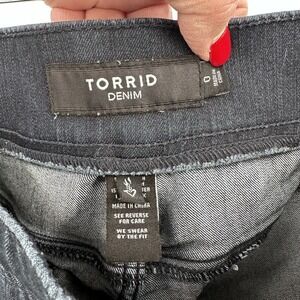 TORRID
DENIM
0
MADE IN CHINA
SEE REVERSE
FOR CARE
WE SWEAR
BY THE FIT